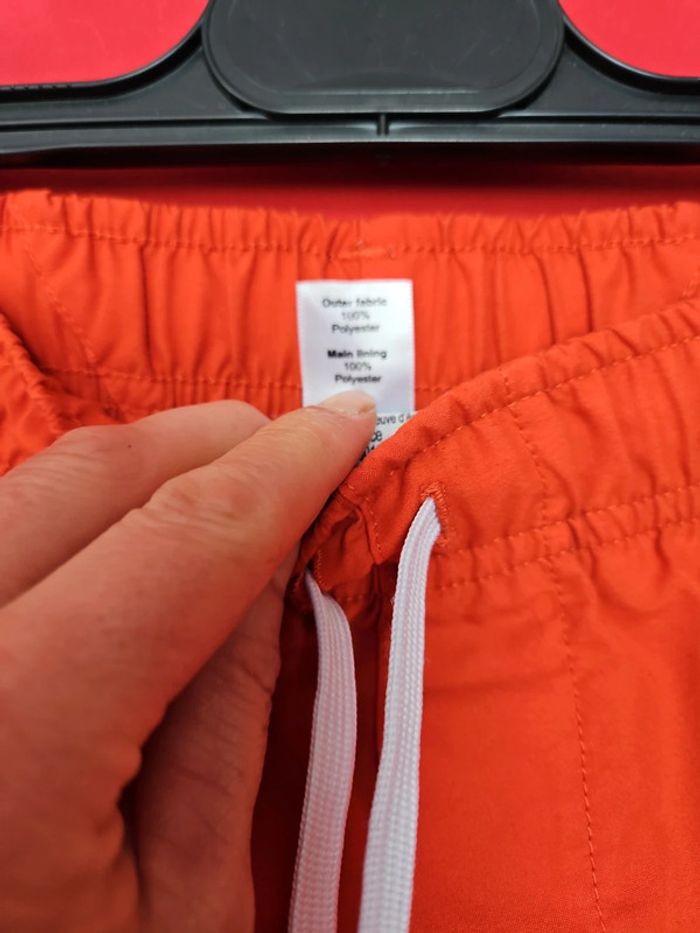 Outer fabric
100%
Polyester
Main lining
100%
Polyester